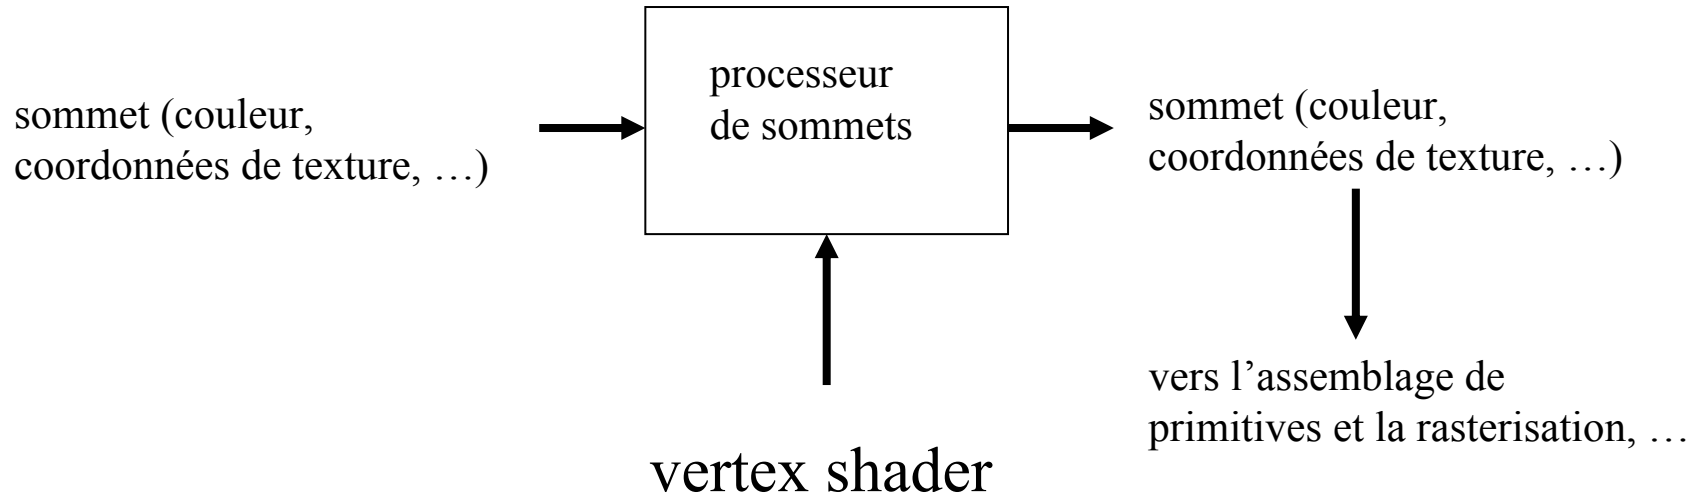 sommet (couleur,
coordonnées de texture, …)
processeur
de sommets
sommet (couleur,
coordonnées de texture, …)
vers l’assemblage de
primitives et la rasterisation, …
vertex shader